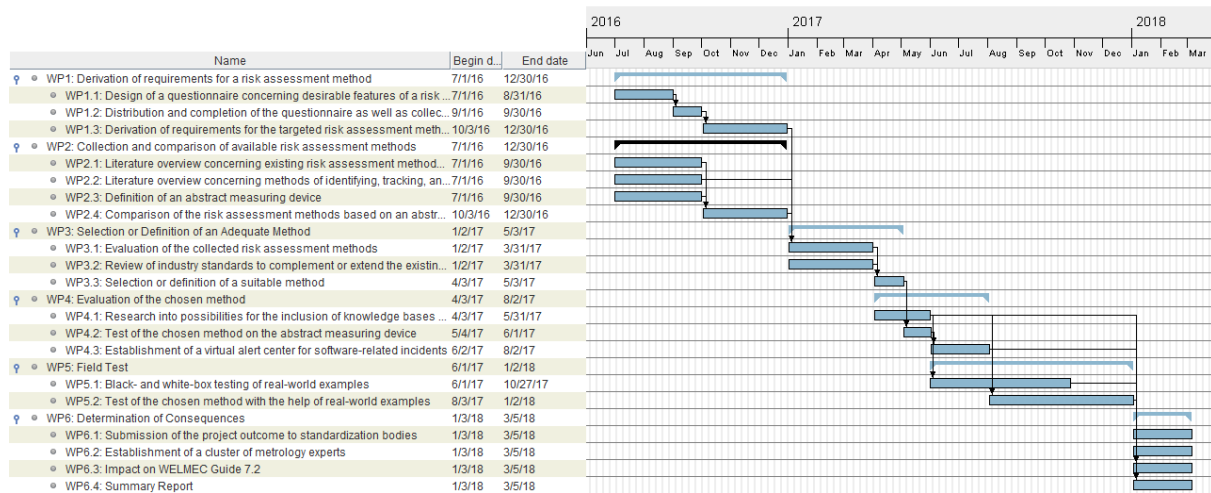 2016 2017 2018
Jun Jul Aug Sep Oct Nov Dec Jan Feb Mar Apr May Jun Jul Aug Sep Oct Nov Dec Jan Feb Mar
Name Begin d... End date
WP1: Derivation of requirements for a risk assessment method 7/1/16 12/30/16
WP1.1: Design of a questionnaire concerning desirable features of a risk ... 7/1/16 8/31/16
WP1.2: Distribution and completion of the questionnaire as well as collec... 9/1/16 9/30/16
WP1.3: Derivation of requirements for the targeted risk assessment meth... 10/3/16 12/30/16
WP2: Collection and comparison of available risk assessment methods 7/1/16 12/30/16
WP2.1: Literature overview concerning existing risk assessment method... 7/1/16 9/30/16
WP2.2: Literature overview concerning methods of identifying, tracking, an... 7/1/16 9/30/16
WP2.3: Definition of an abstract measuring device 7/1/16 9/30/16
WP2.4: Comparison of the risk assessment methods based on an abstr... 10/3/16 12/30/16
WP3: Selection or Definition of an Adequate Method 1/2/17 5/3/17
WP3.1: Evaluation of the collected risk assessment methods 1/2/17 3/31/17
WP3.2: Review of industry standards to complement or extend the existin... 1/2/17 3/31/17
WP3.3: Selection or definition of a suitable method 4/3/17 5/3/17
WP4: Evaluation of the chosen method 4/3/17 8/2/17
WP4.1: Research into possibilities for the inclusion of knowledge bases ... 4/3/17 5/31/17
WP4.2: Test of the chosen method on the abstract measuring device 5/4/17 6/1/17
WP4.3: Establishment of a virtual alert center for software-related incidents 6/2/17 8/2/17
WP5: Field Test 6/1/17 1/2/18
WP5.1: Black- and white-box testing of real-world examples 6/1/17 10/27/17
WP5.2: Test of the chosen method with the help of real-world examples 8/3/17 1/2/18
WP6: Determination of Consequences 1/3/18 3/5/18
WP6.1: Submission of the project outcome to standardization bodies 1/3/18 3/5/18
WP6.2: Establishment of a cluster of metrology experts 1/3/18 3/5/18
WP6.3: Impact on WELMEC Guide 7.2 1/3/18 3/5/18
WP6.4: Summary Report 1/3/18 3/5/18